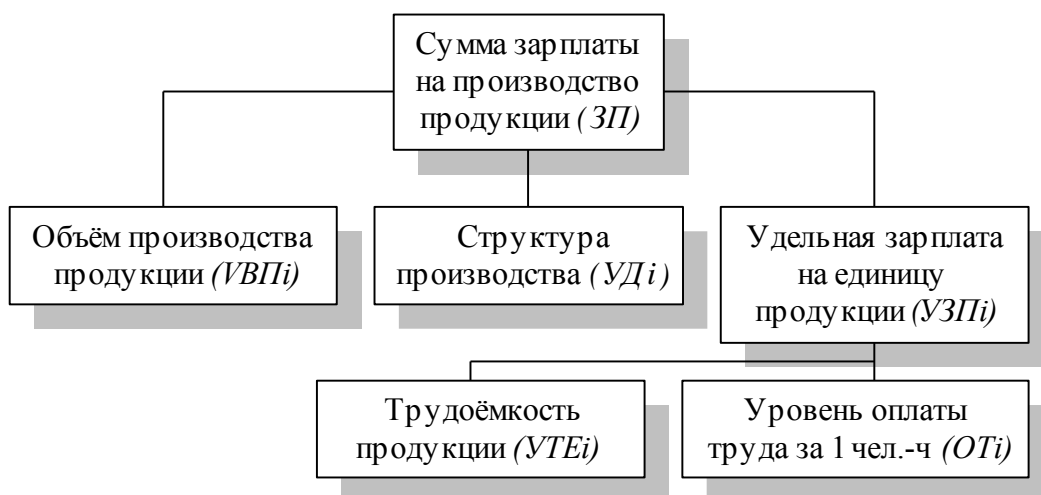 Сумма зарплаты
на производство
продукции (ЗП)
Объём производства
продукции (VВПi)
Структура
производства (УДi)
Удельная зарплата
на единицу
продукции (УЗПi)
Трудоёмкость
продукции (УТЕi)
Уровень оплаты
труда за 1 чел.-ч (ОТi)